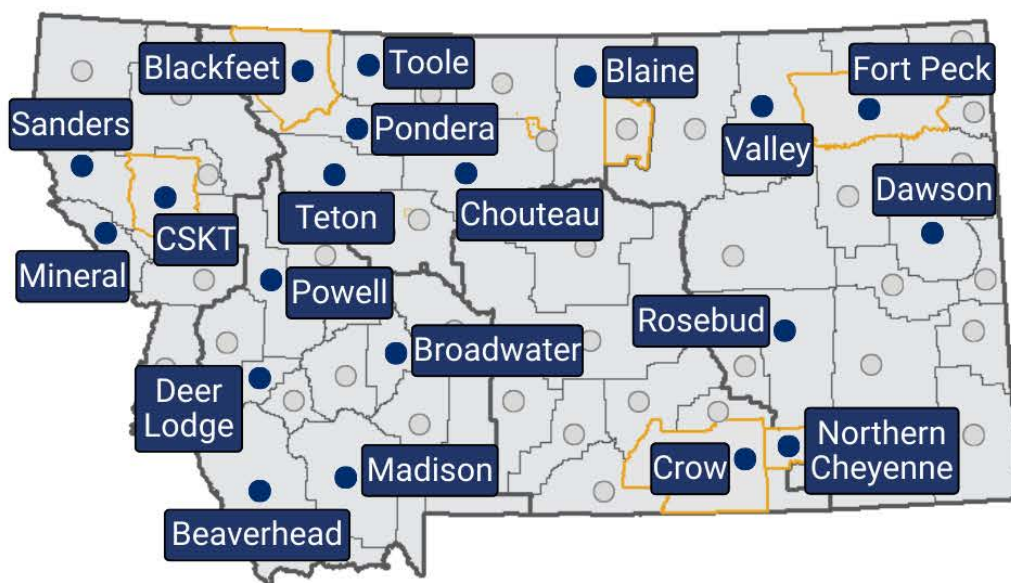 Blackfeet
Toole
Blaine
Fort Peck
Sanders
Pondera
Valley
Dawson
Teton
Chouteau
CSKT
Mineral
Powell
Rosebud
Broadwater
Deer
Lodge
Madison
Crow
Northern
Cheyenne
Beaverhead